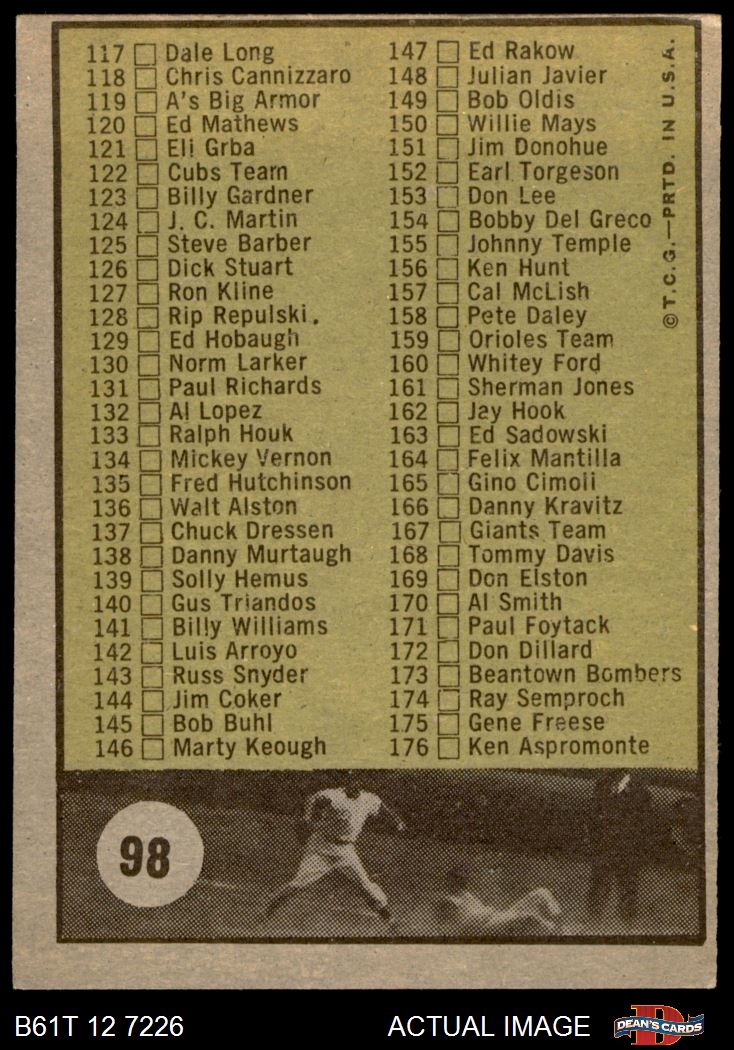 117 Dale Long
118 Chris Cannizzaro
119 A's Big Armor
120 Ed Mathews
121 Eli Grba
122 Cubs Team
123 Billy Gardner
124 J. C. Martin
125 Steve Barber
126 Dick Stuart
127 Ron Kline
128 Rip Repulski.
129 Ed Hobaugh
130 Norm Larker
131 Paul Richards
132 Al Lopez
133 Ralph Houk
134 Mickey Vernon
135 Fred Hutchinson
136 Walt Alston
137 Chuck Dressen
138 Danny Murtaugh
139 Solly Hemus
140 Gus Triandos
141 Billy Williams
142 Luis Arroyo
143 Russ Snyder
144 Jim Coker
145 Bob Buhl
146 Marty Keough
147 Ed Rakow
148 Julian Javier
149 Bob Oldis
150 Willie Mays
151 Jim Donohue
152 Earl Torgeson
153 Don Lee
154 Bobby Del Greco
155 Johnny Temple
156 Ken Hunt
157 Cal McLish
158 Pete Daley
159 Orioles Team
160 Whitey Ford
161 Sherman Jones
162 Jay Hook
163 Ed Sadowski
164 Felix Mantilla
165 Gino Cimoli
166 Danny Kravitz
167 Giants Team
168 Tommy Davis
169 Don Elston
170 Al Smith
171 Paul Foytack
172 Don Dillard
173 Beantown Bombers
174 Ray Semproch
175 Gene Freese
176 Ken Aspromonte
© T.C.G.—PRTD. IN U.S.A.
98
B61T 12 7226 ACTUAL IMAGE
D
DEAN'S CARDS